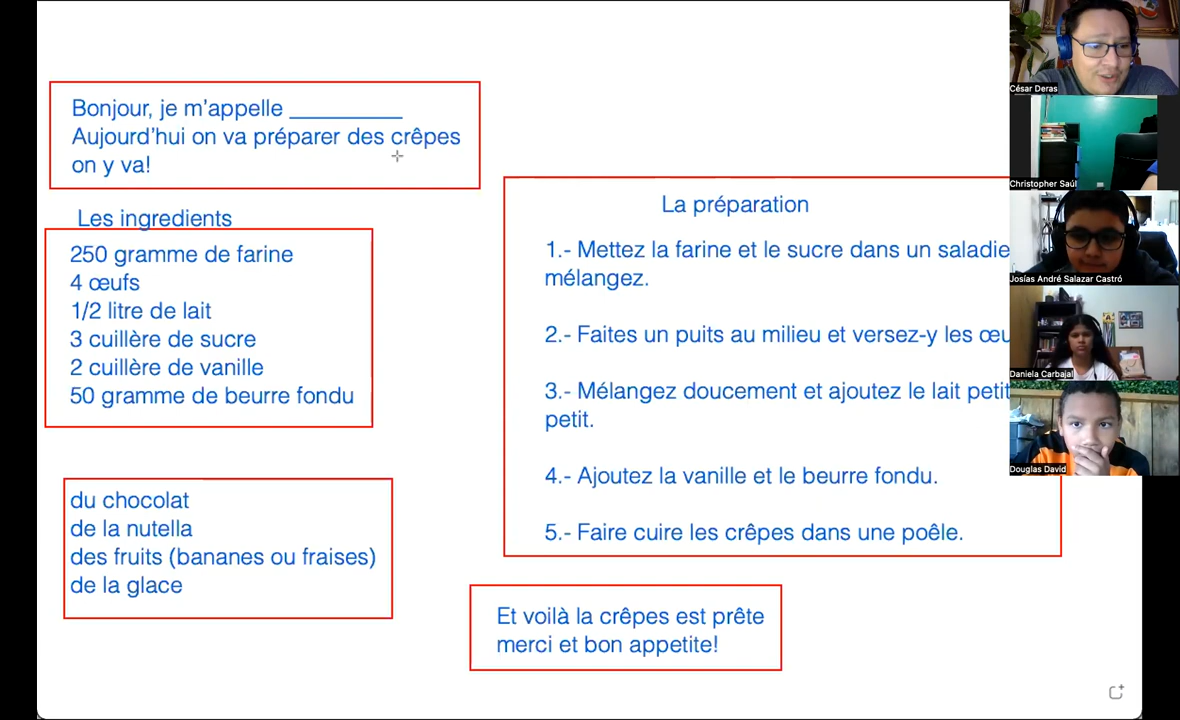 Bonjour, je m'appelle __________
Aujourd'hui on va préparer des crêpes
on y va!
Les ingredients
250 gramme de farine
4 œufs
1/2 litre de lait
3 cuillère de sucre
2 cuillère de vanille
50 gramme de beurre fondu
du chocolat
de la nutella
des fruits (bananes ou fraises)
de la glace
La préparation
1.- Mettez la farine et le sucre dans un saladie
mélangez.
2.- Faites un puits au milieu et versez-y les œu
3.- Mélangez doucement et ajoutez le lait petit
petit.
4.- Ajoutez la vanille et le beurre fondu.
5.- Faire cuire les crêpes dans une poêle.
Et voilà la crêpes est prête
merci et bon appetite!
César Deras
Christopher Saúl
Josías André Salazar Castró
Daniela Carbajal
Douglas David